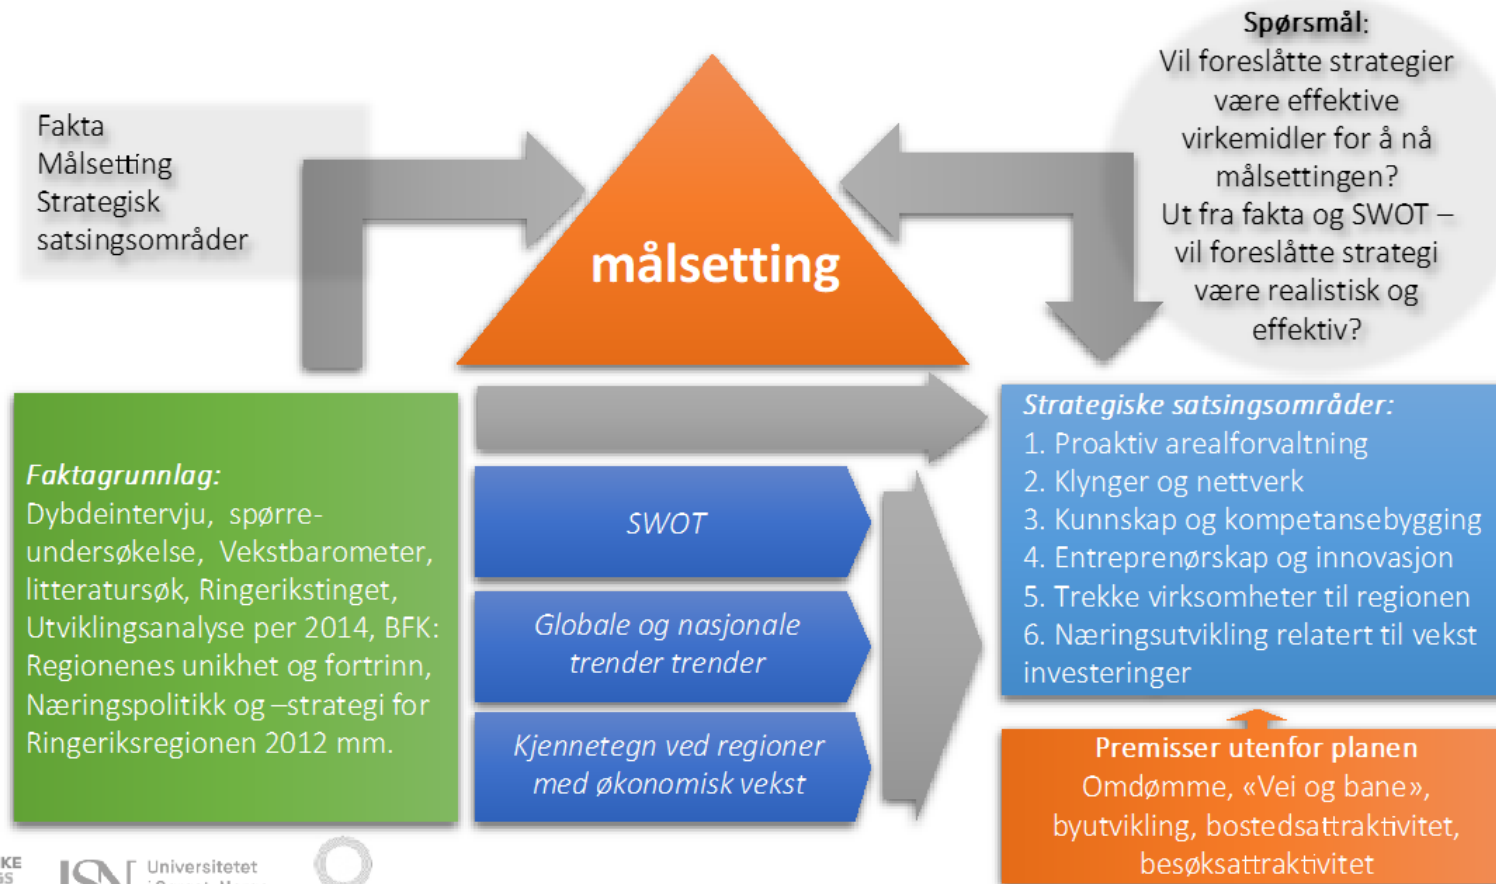 Fakta
Målsetting
Strategisk
satsingsområder
målsetting
Spørsmål:
Vil foreslåtte strategier
være effektive
virkemidler for å nå
målsettingen?
Ut fra fakta og SWOT –
vil foreslåtte strategi
være realistisk og
effektiv?
Faktagrunnlag:
Dybdeintervju, spørre-
undersøkelse, Vekstbarometer,
litteratursøk, Ringerikstinget,
Utviklingsanalyse per 2014, BFK:
Regionenes unikhet og fortrinn,
Næringspolitikk og –strategi for
Ringeriksregionen 2012 mm.
SWOT
Globale og nasjonale
trender trender
Kjennetegn ved regioner
med økonomisk vekst
Strategiske satsingsområder:
1. Proaktiv arealforvaltning
2. Klynger og nettverk
3. Kunnskap og kompetansebygging
4. Entreprenørskap og innovasjon
5. Trekke virksomheter til regionen
6. Næringsutvikling relatert til vekst
investeringer
Premisser utenfor planen
Omdømme, «Vei og bane»,
byutvikling, bostedsattraktivitet,
besøksattraktivitet
Universitetet